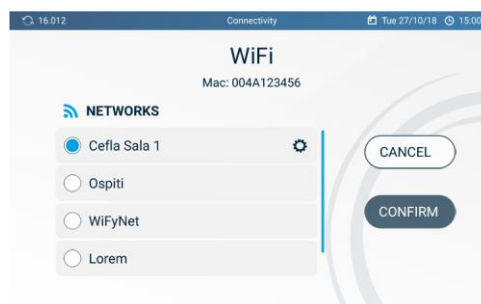 16.012 Connectivity Tue 27/10/18 15:00
WiFi
Mac: 004A123456
NETWORKS
Cefla Sala 1
CANCEL
Ospiti
WiFyNet
CONFIRM
Lorem